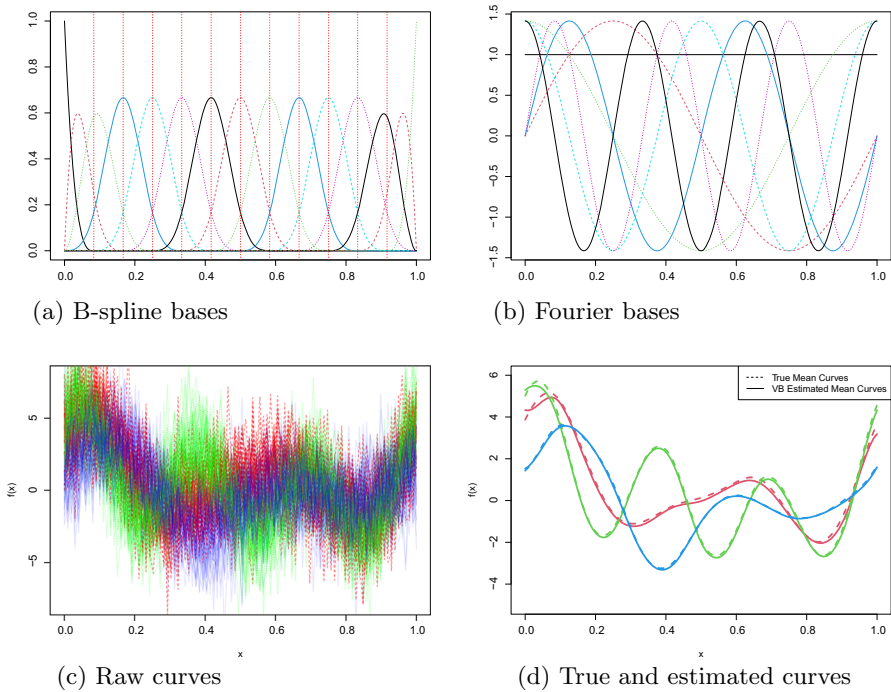 1.0
0.8
0.6
0.4
0.2
0.0
0.0 0.2 0.4 0.6 0.8 1.0
(a) B-spline bases
1.5
1.0
0.5
0.0
−0.5
−1.0
−1.5
0.0 0.2 0.4 0.6 0.8 1.0
(b) Fourier bases
f(x)
5
0
−5
0.0 0.2 0.4 0.6 0.8 1.0
x
(c) Raw curves
True Mean Curves
VB Estimated Mean Curves
f(x)
6
4
2
0
−2
−4
0.0 0.2 0.4 0.6 0.8 1.0
x
(d) True and estimated curves